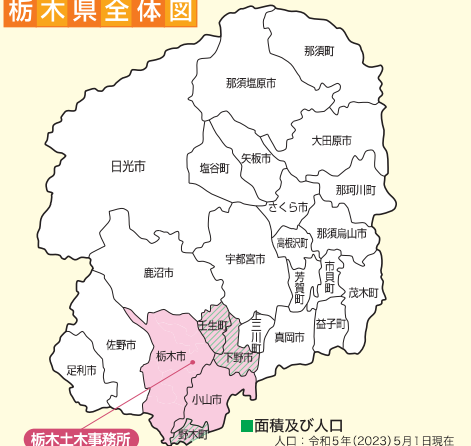 栃木県全体図
那須町
那須塩原市
大田原市
矢板市
塩谷町
日光市
那珂川町
さくら市
那須烏山市
高根沢町
宇都宮市
鹿沼市
芳賀町
市貝町
茂木町
壬生町
上三川町
真岡市
益子町
佐野市
栃木市
下野市
足利市
小山市
野木町
栃木土木事務所
■面積及び人口
人口：令和5年(2023)5月1日現在